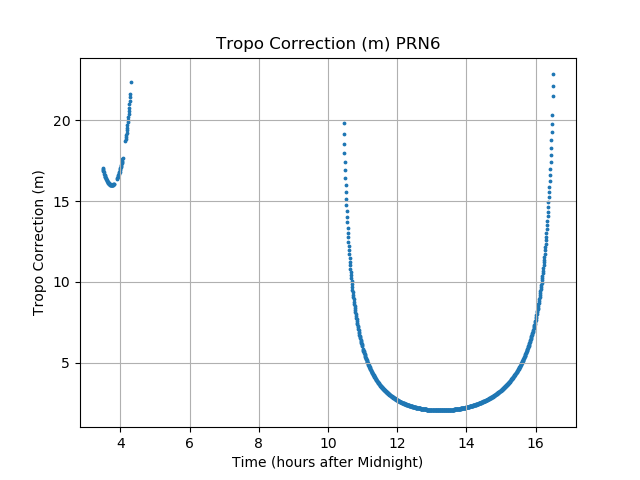 Tropo Correction (m) PRN6
Tropo Correction (m)
20
15
10
5
4 6 8 10 12 14 16
Time (hours after Midnight)